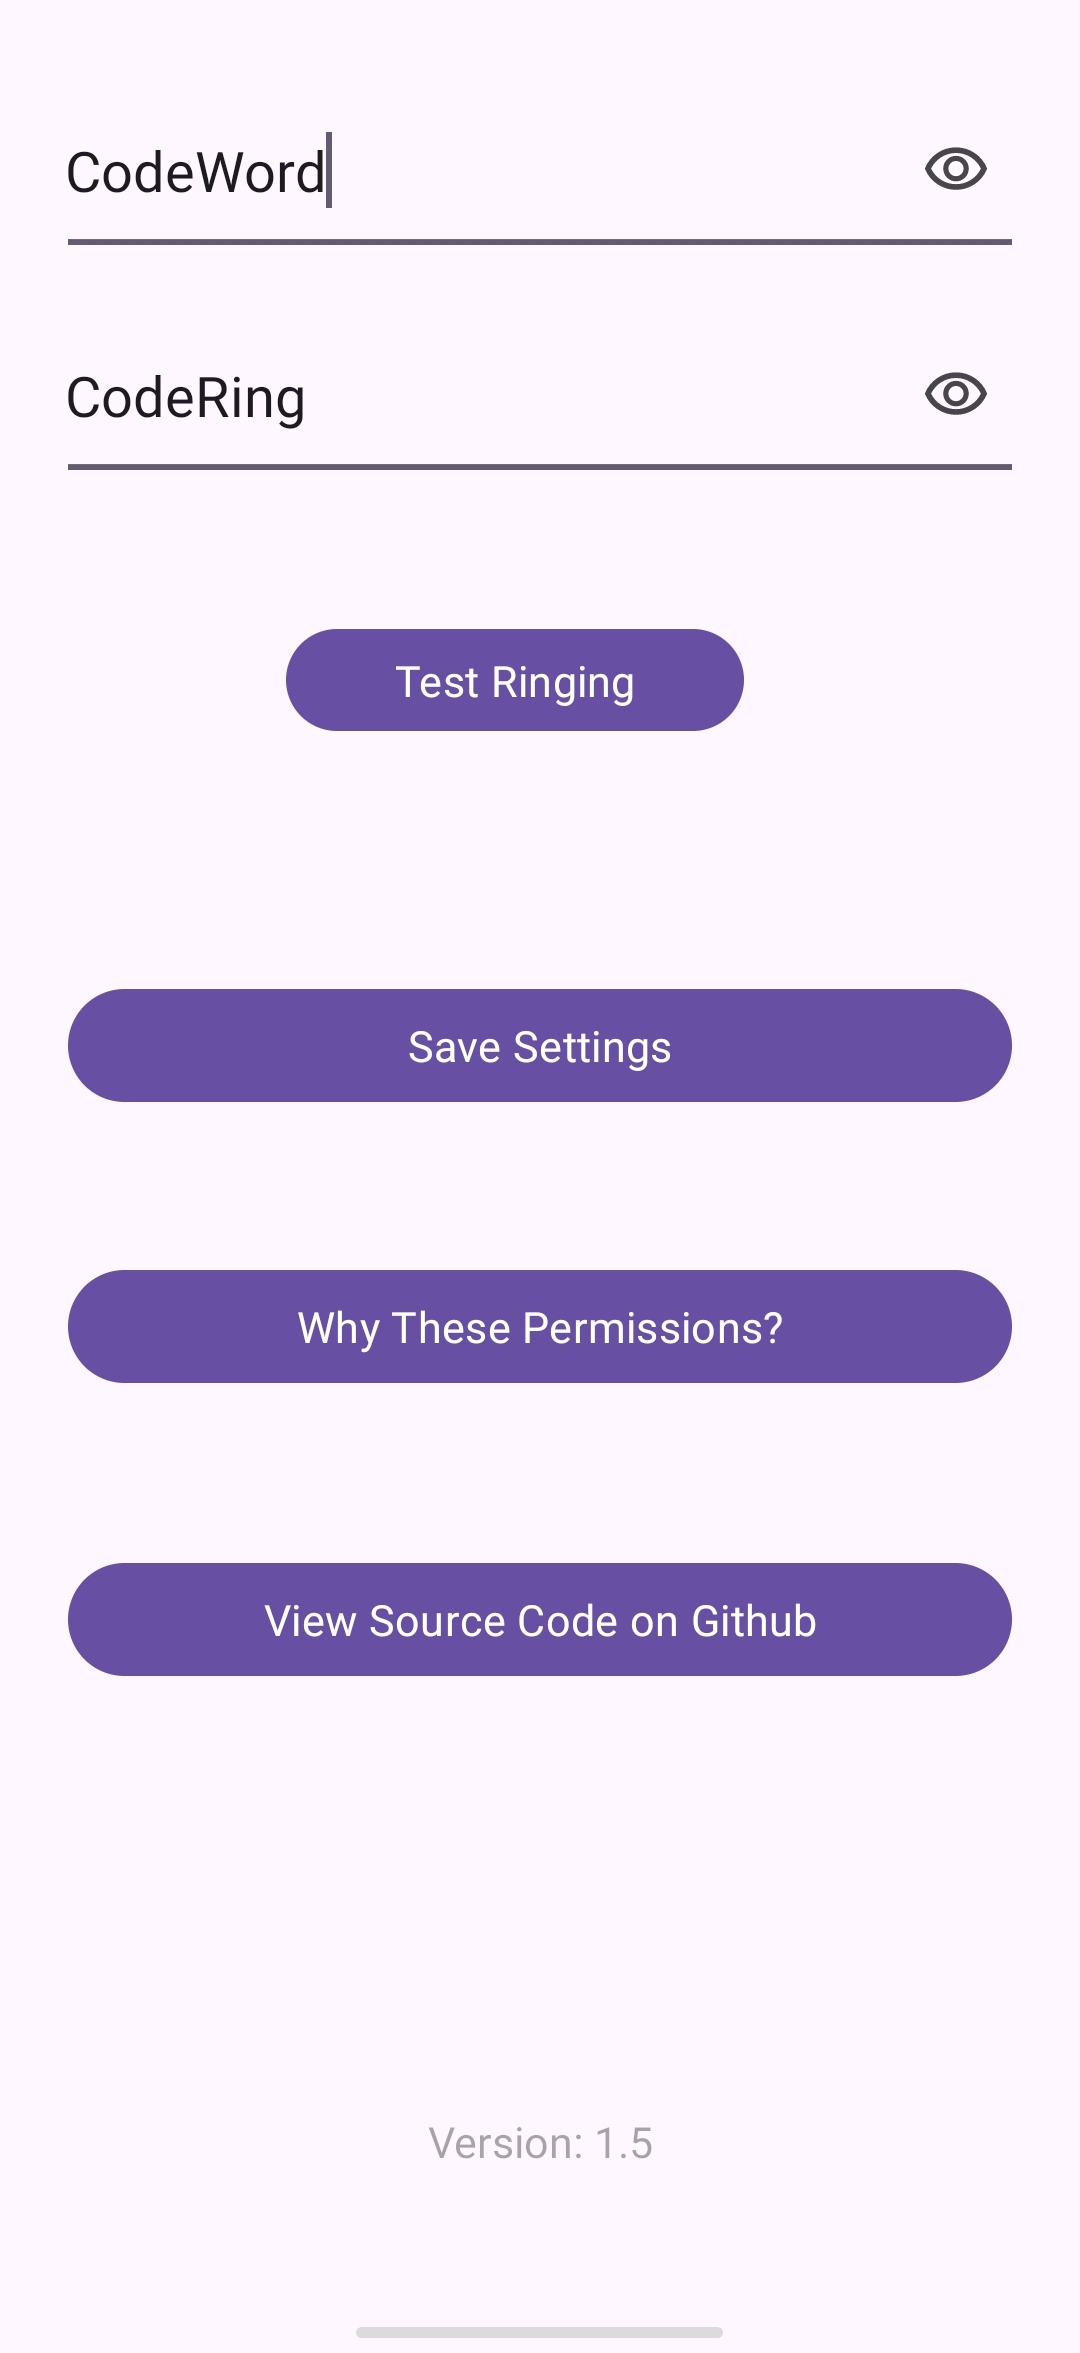 CodeWord
CodeRing
Test Ringing
Save Settings
Why These Permissions?
View Source Code on Github
Version: 1.5